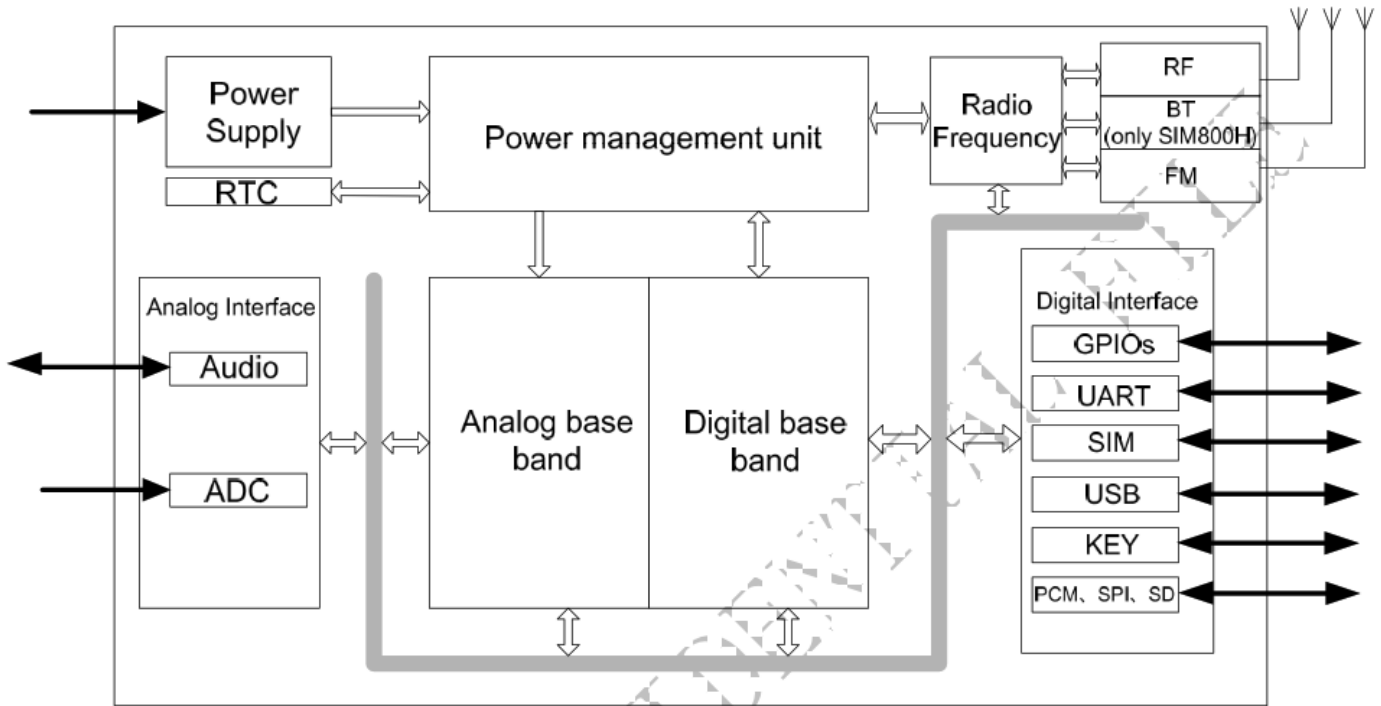 Power
Supply
RTC
Power management unit
Radio
Frequency
RF
BT
(only SIM800H)
FM
Analog Interface
Audio
ADC
Analog base
band
Digital base
band
Digital Interface
GPIOs
UART
SIM
USB
KEY
PCM、SPI、SD